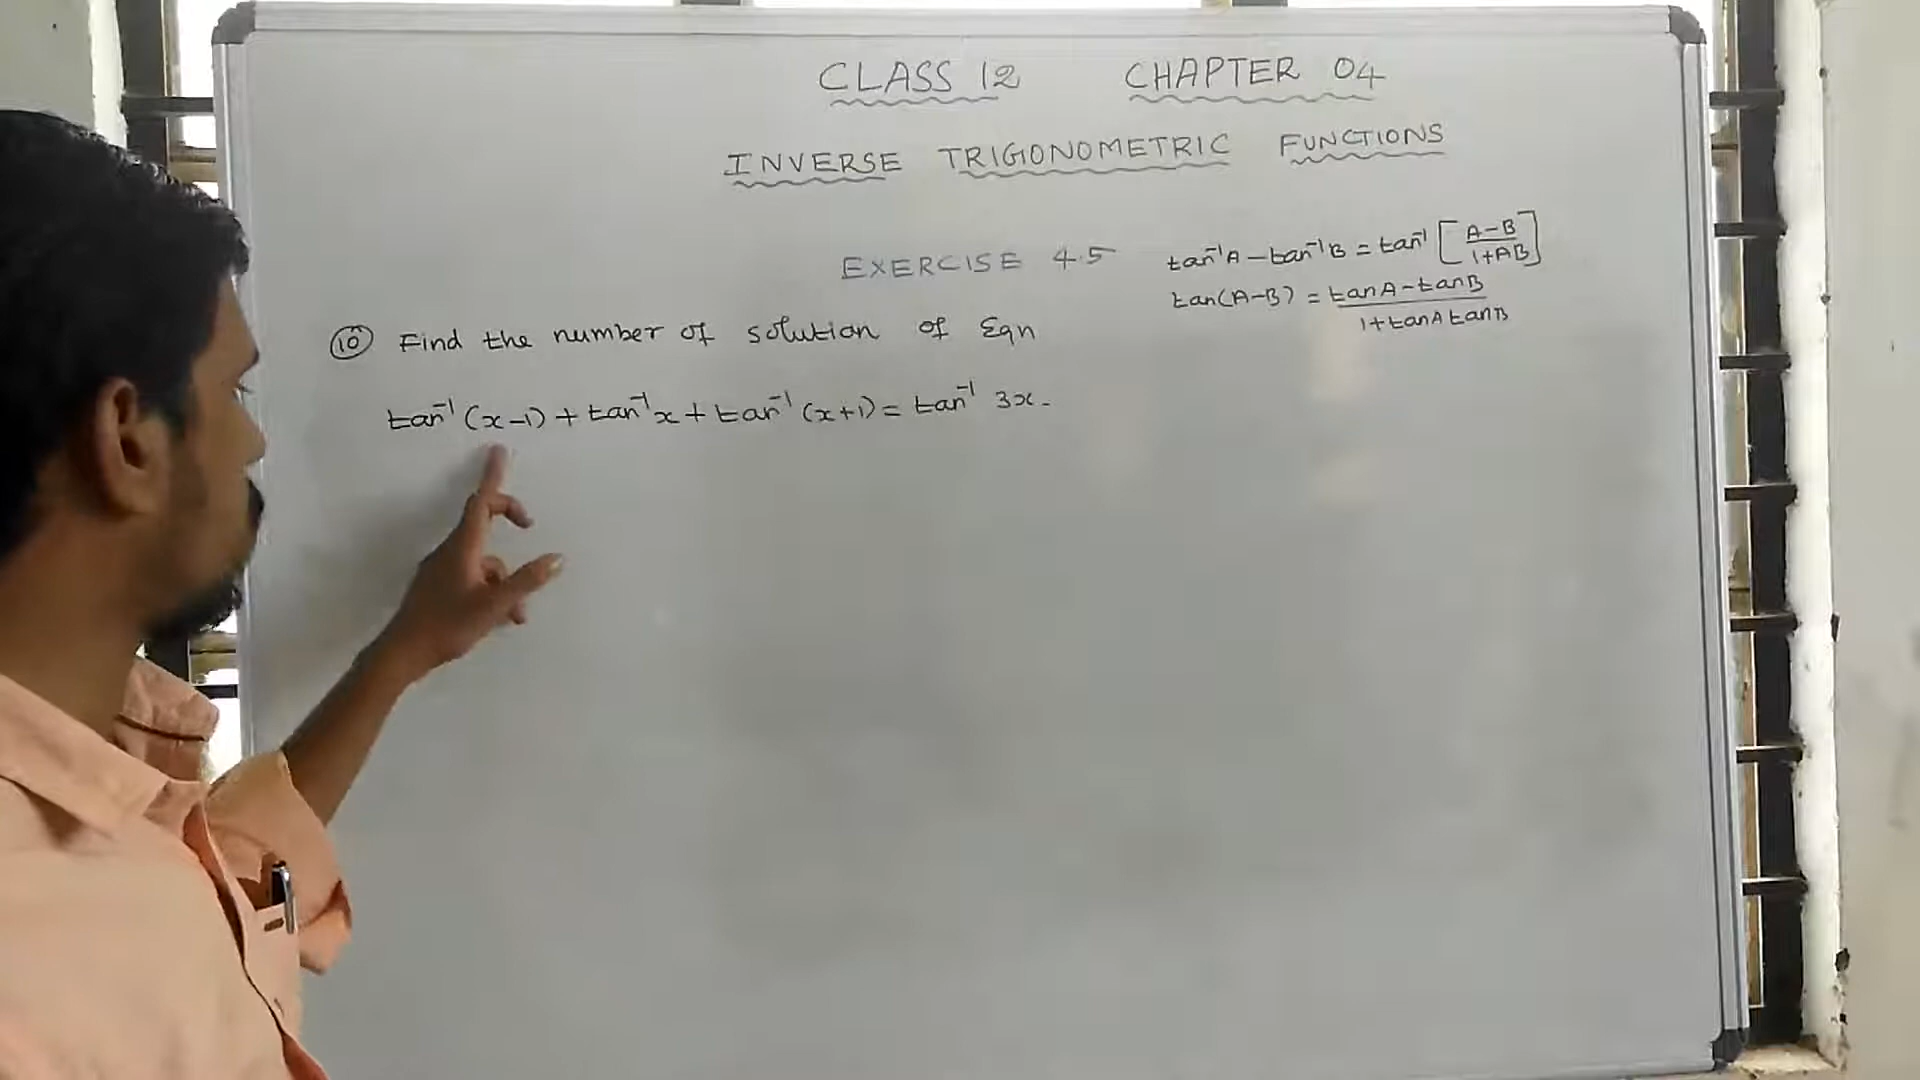 CLASS 12 CHAPTER 04
INVERSE TRIGONOMETRIC FUNCTIONS
EXERCISE 4.5
tan⁻¹A − tan⁻¹B = tan⁻¹ [A−B / 1+AB]
tan(A−B) = tanA − tanB / 1+tanA tanB
(10) Find the number of solution of Eqn
tan⁻¹ (x−1) + tan⁻¹ x + tan⁻¹ (x+1) = tan⁻¹ 3x.